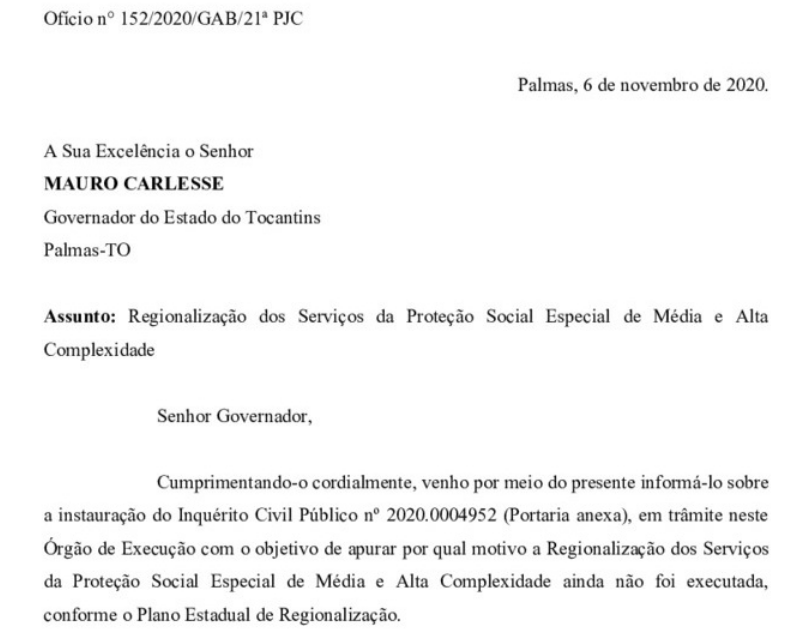 Ofício nº 152/2020/GAB/21ª PJC
Palmas, 6 de novembro de 2020.
A Sua Excelência o Senhor
MAURO CARLESSE
Governador do Estado do Tocantins
Palmas-TO
Assunto: Regionalização dos Serviços da Proteção Social Especial de Média e Alta
Complexidade
Senhor Governador,
Cumprimentando-o cordialmente, venho por meio do presente informá-lo sobre
a instauração do Inquérito Civil Público nº 2020.0004952 (Portaria anexa), em trâmite neste
Órgão de Execução com o objetivo de apurar por qual motivo a Regionalização dos Serviços
da Proteção Social Especial de Média e Alta Complexidade ainda não foi executada,
conforme o Plano Estadual de Regionalização.